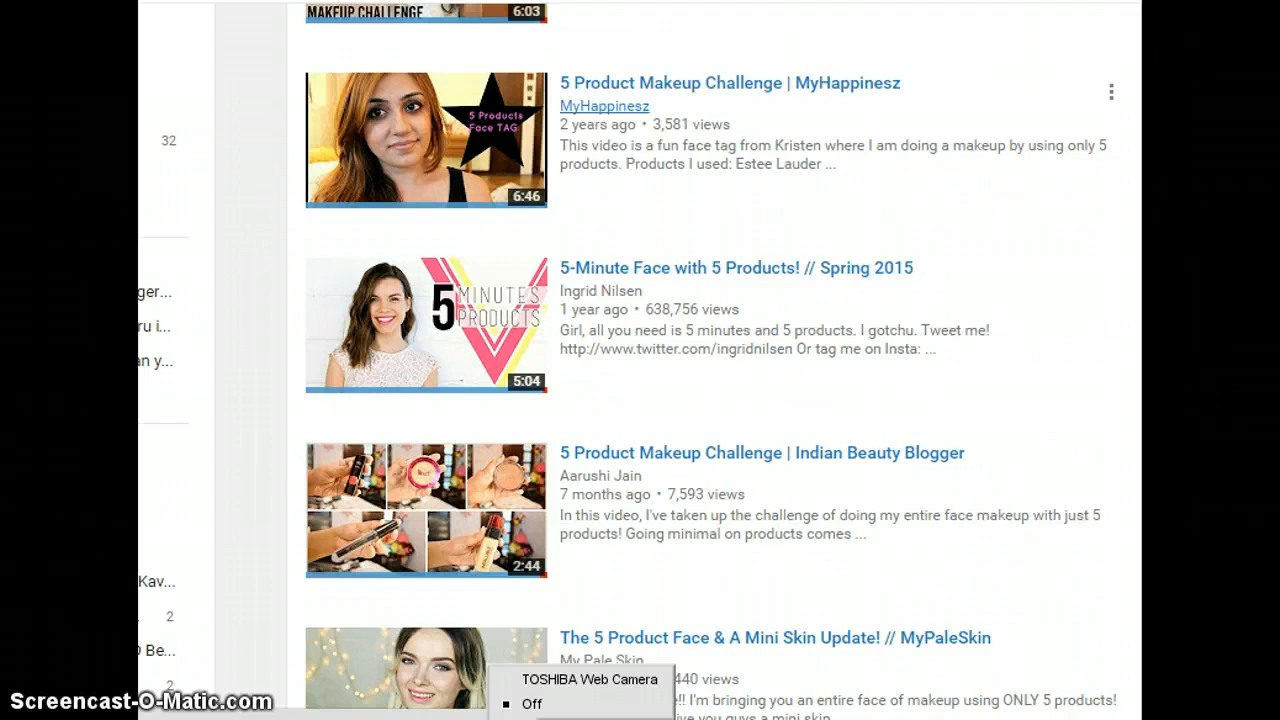 MAKEUP CHALLENGE
6:03
5 Product Makeup Challenge | MyHappinesz
MyHappinesz
2 years ago • 3,581 views
This video is a fun face tag from Kristen where I am doing a makeup by using only 5
products. Products I used: Estee Lauder ...
5 Products
Face TAG
6:46
32
5-Minute Face with 5 Products! // Spring 2015
Ingrid Nilsen
1 year ago • 638,756 views
Girl, all you need is 5 minutes and 5 products. I gotchu. Tweet me!
http://www.twitter.com/ingridnilsen Or tag me on Insta: ...
5 MINUTES
PRODUCTS
5:04
ger...
ru i...
an y...
5 Product Makeup Challenge | Indian Beauty Blogger
Aarushi Jain
7 months ago • 7,593 views
In this video, I've taken up the challenge of doing my entire face makeup with just 5
products! Going minimal on products comes ...
2:44
Kav...
2
Be...
2
The 5 Product Face & A Mini Skin Update! // MyPaleSkin
My Pale Skin
440 views
!! I'm bringing you an entire face of makeup using ONLY 5 products!
give you guys a mini skin
TOSHIBA Web Camera
Off
Screencast-O-Matic.com